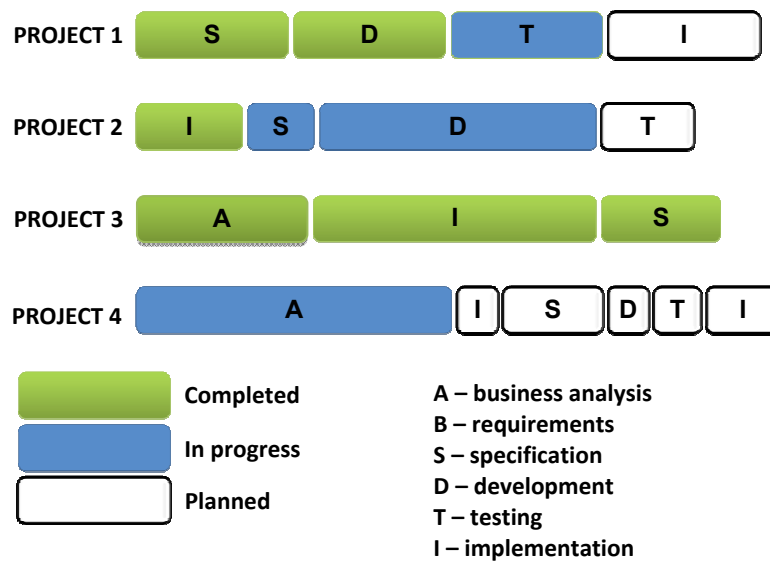 PROJECT 1 S D T I
PROJECT 2 I S D T
PROJECT 3 A I S
PROJECT 4 A I S D T I
Completed
In progress
Planned
A – business analysis
B – requirements
S – specification
D – development
T – testing
I – implementation